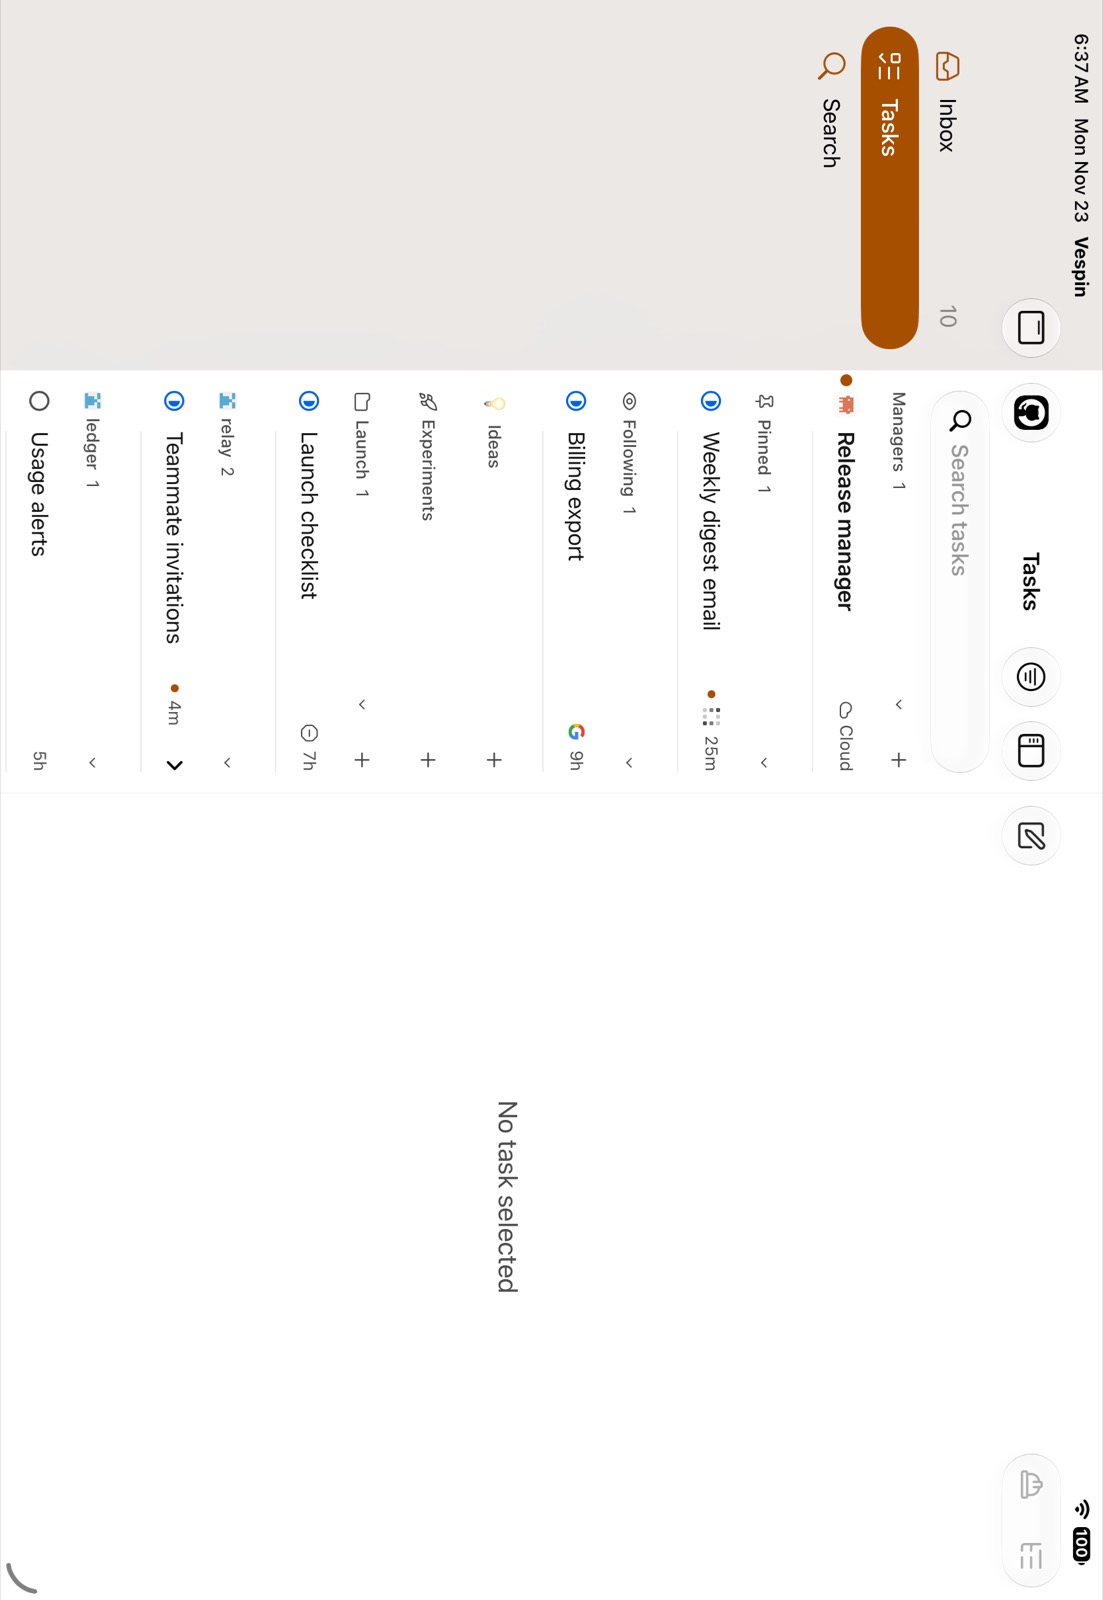 6:37 AM Mon Nov 23 Vespin
100
Inbox 10
Tasks
Search
Tasks
Search tasks
Managers 1
Release manager Cloud
Pinned 1
Weekly digest email 25m
Following 1
Billing export 9h
Ideas
Experiments
Launch 1
Launch checklist 7h
relay 2
Teammate invitations 4m
ledger 1
Usage alerts 5h
No task selected